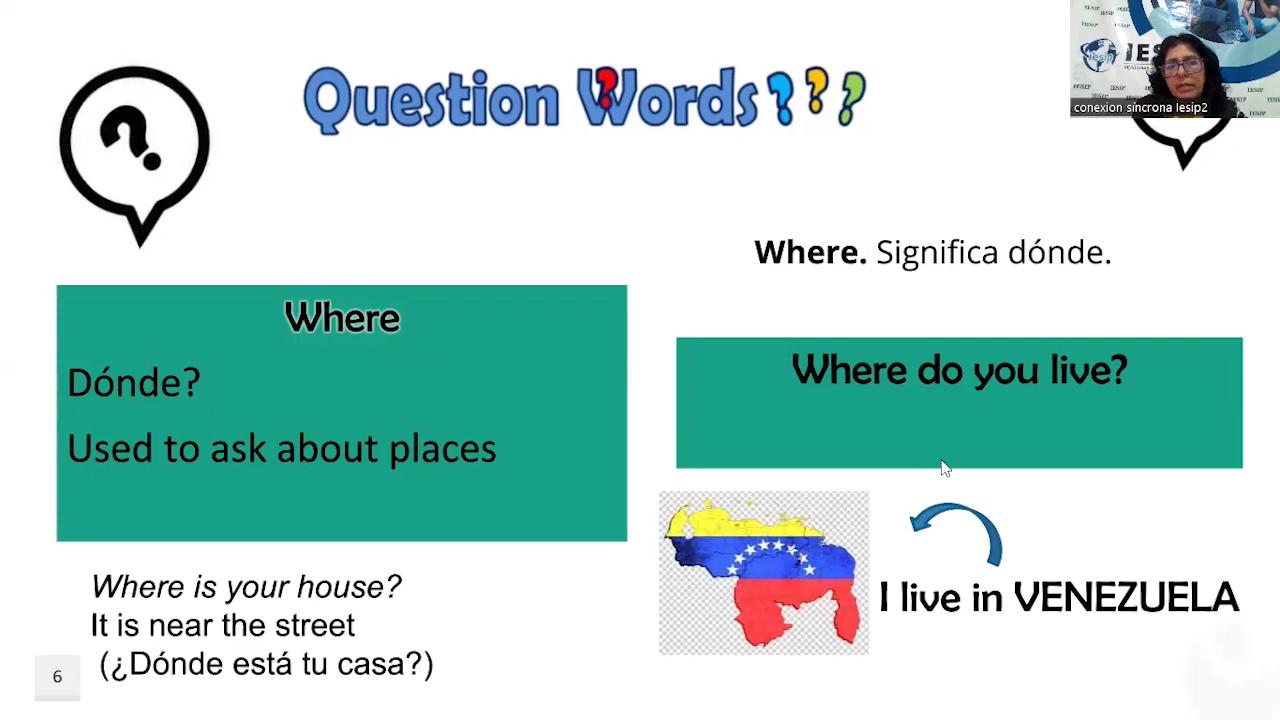 Question Words ? ? ?
?
IESIP
conexion sincrona Iesip2
Where. Significa dónde.
Where
Dónde?
Used to ask about places
Where do you live?
I live in VENEZUELA
Where is your house?
It is near the street
(¿Dónde está tu casa?)
6